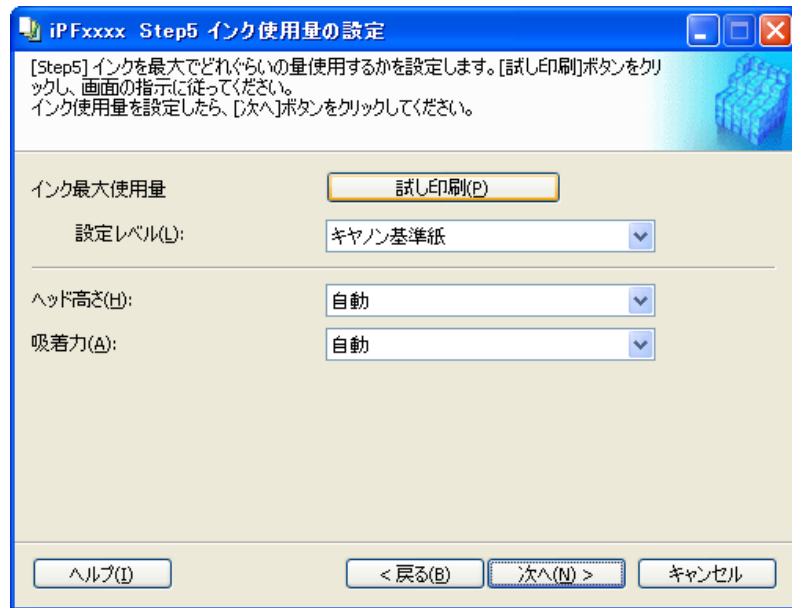 iPFxxxx Step5 インク使用量の設定
[Step5] インクを最大でどれぐらいの量使用するかを設定します。[試し印刷]ボタンをクリ
ックし、画面の指示に従ってください。
インク使用量を設定したら、[次へ]ボタンをクリックしてください。
インク最大使用量 試し印刷(P)
設定レベル(L): キヤノン基準紙
ヘッド高さ(H): 自動
吸着力(A): 自動
ヘルプ(I) < 戻る(B) 次へ(N) > キャンセル